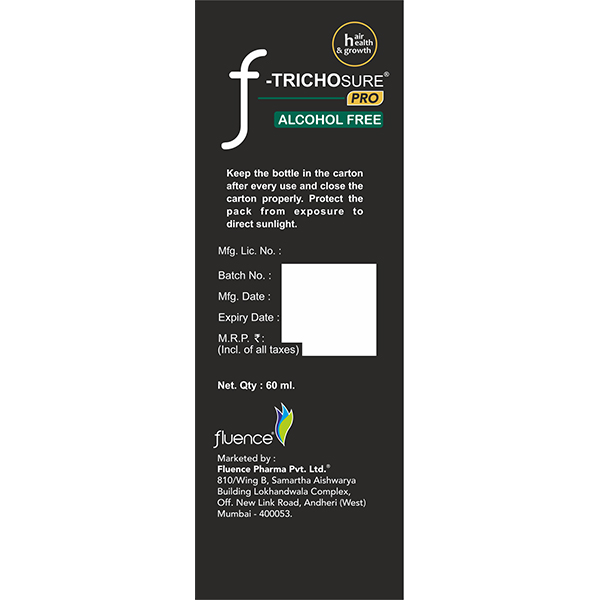 hair
health
& growth
f-TRICHOSURE®
PRO
ALCOHOL FREE
Keep the bottle in the carton
after every use and close the
carton properly. Protect the
pack from exposure to
direct sunlight.
Mfg. Lic. No. :
Batch No. :
Mfg. Date :
Expiry Date :
M.R.P. ₹ :
(Incl. of all taxes)
Net. Qty : 60 ml.
fluence®
Marketed by :
Fluence Pharma Pvt. Ltd.®
810/Wing B, Samartha Aishwarya
Building Lokhandwala Complex,
Off. New Link Road, Andheri (West)
Mumbai - 400053.